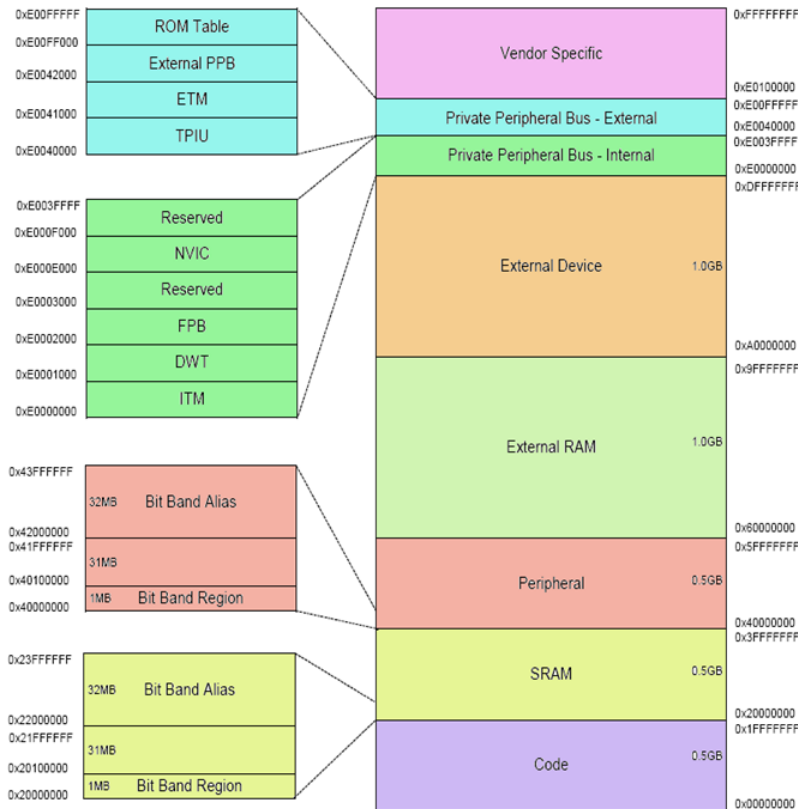 0xE00FFFFF
ROM Table
0xE00FF000
External PPB
0xE0042000
ETM
0xE0041000
TPIU
0xE0040000
0xE003FFFF
Reserved
0xE000F000
NVIC
0xE000E000
Reserved
0xE0003000
FPB
0xE0002000
DWT
0xE0001000
ITM
0xE0000000
0x43FFFFFF
32MB Bit Band Alias
0x42000000
0x41FFFFFF
31MB
0x40100000
1MB Bit Band Region
0x40000000
0x23FFFFFF
32MB Bit Band Alias
0x22000000
0x21FFFFFF
31MB
0x20100000
1MB Bit Band Region
0x20000000
0xFFFFFFFF
Vendor Specific
0xE0100000
0xE00FFFFF
Private Peripheral Bus - External
0xE0040000
0xE003FFFF
Private Peripheral Bus - Internal
0xE0000000
0xDFFFFFFF
External Device 1.0GB
0xA0000000
0x9FFFFFFF
External RAM 1.0GB
0x60000000
0x5FFFFFFF
Peripheral 0.5GB
0x40000000
0x3FFFFFFF
SRAM 0.5GB
0x20000000
0x1FFFFFFF
Code 0.5GB
0x00000000